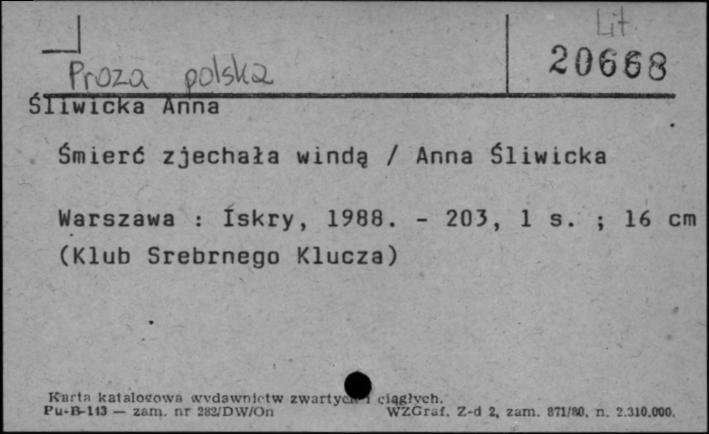 Lit
20668
Proza polska
Śliwicka Anna
Śmierć zjechała windą / Anna Śliwicka
Warszawa : Iskry, 1988. - 203, 1 s. ; 16 cm
(Klub Srebrnego Klucza)
Karta katalogowa wydawnictw zwartych i ciągłych.
Pu-B-113 — zam. nr 282/DW/On WZGraf. Z-d 2, zam. 871/80, n. 2.310.000.